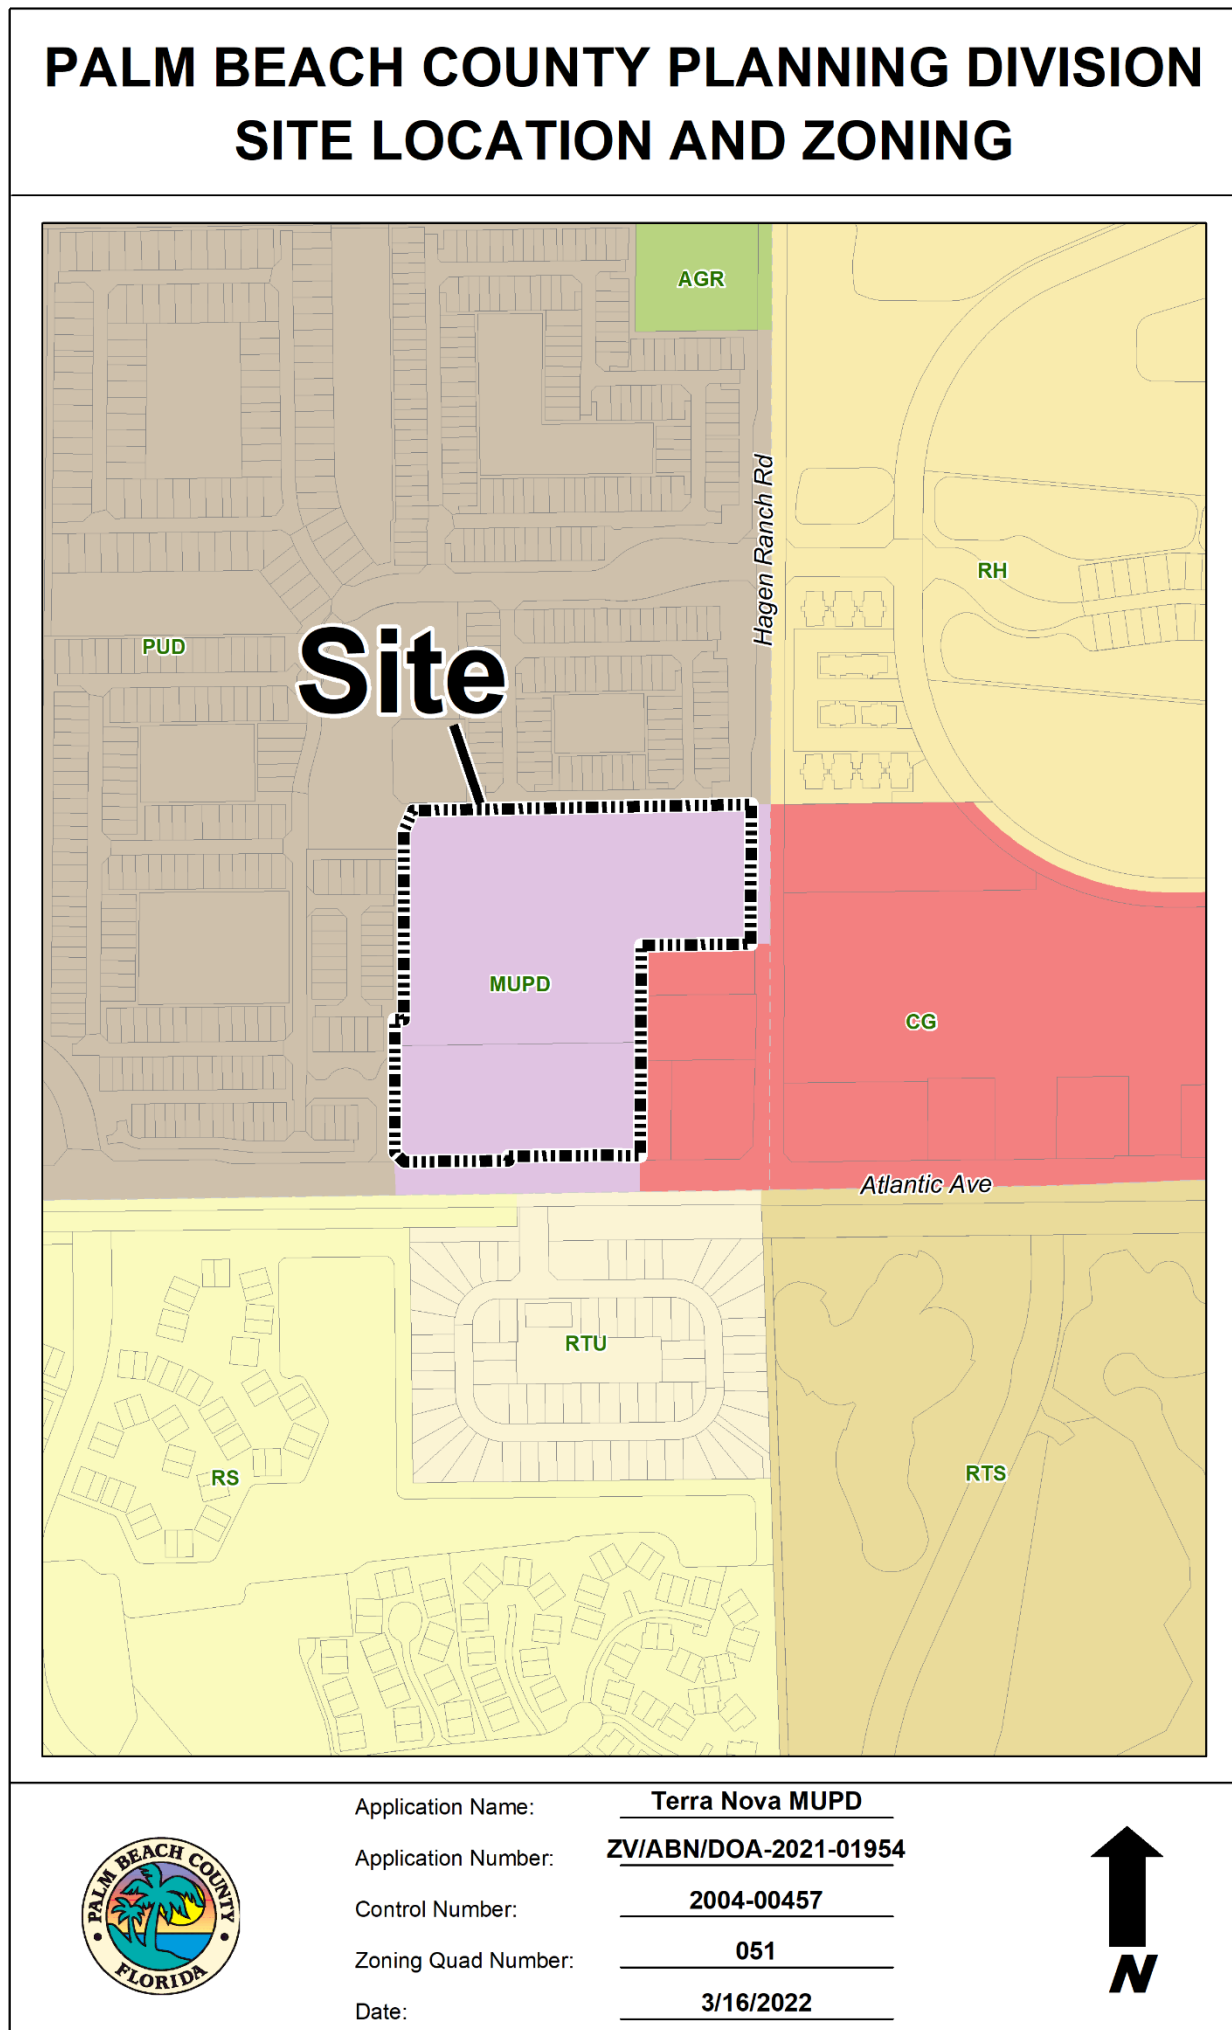 PALM BEACH COUNTY PLANNING DIVISION
SITE LOCATION AND ZONING
AGR
Hagen Ranch Rd
RH
PUD
Site
MUPD
CG
Atlantic Ave
RTU
RS
RTS
Application Name: Terra Nova MUPD
Application Number: ZV/ABN/DOA-2021-01954
Control Number: 2004-00457
Zoning Quad Number: 051
Date: 3/16/2022
PALM BEACH COUNTY
FLORIDA
N